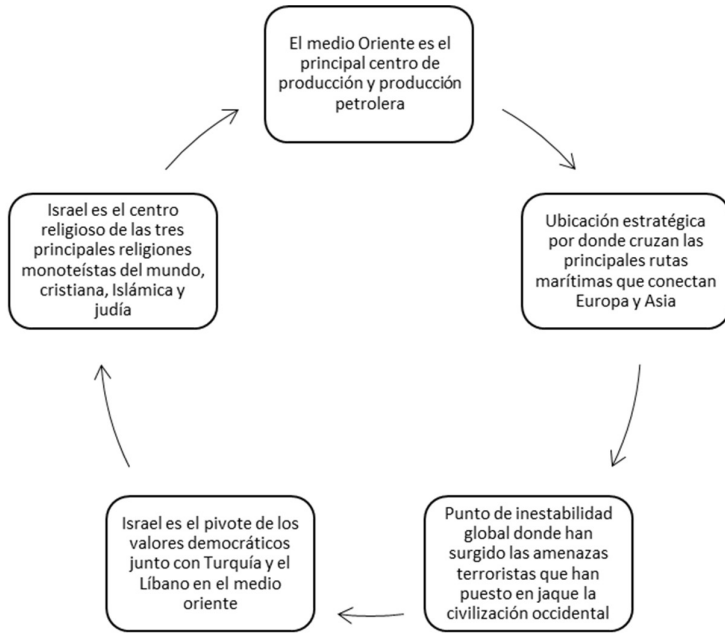 El medio Oriente es el
principal centro de
producción y producción
petrolera
Ubicación estratégica
por donde cruzan las
principales rutas
marítimas que conectan
Europa y Asia
Punto de inestabilidad
global donde han
surgido las amenazas
terroristas que han
puesto en jaque la
civilización occidental
Israel es el pivote de los
valores democráticos
junto con Turquía y el
Líbano en el medio
oriente
Israel es el centro
religioso de las tres
principales religiones
monoteístas del mundo,
cristiana, Islámica y
judía